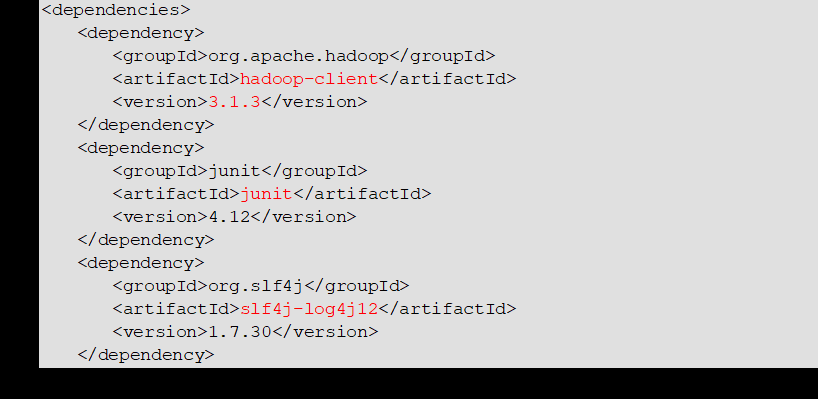 <dependencies>
<dependency>
<groupId>org.apache.hadoop</groupId>
<artifactId>hadoop-client</artifactId>
<version>3.1.3</version>
</dependency>
<dependency>
<groupId>junit</groupId>
<artifactId>junit</artifactId>
<version>4.12</version>
</dependency>
<dependency>
<groupId>org.slf4j</groupId>
<artifactId>slf4j-log4j12</artifactId>
<version>1.7.30</version>
</dependency>